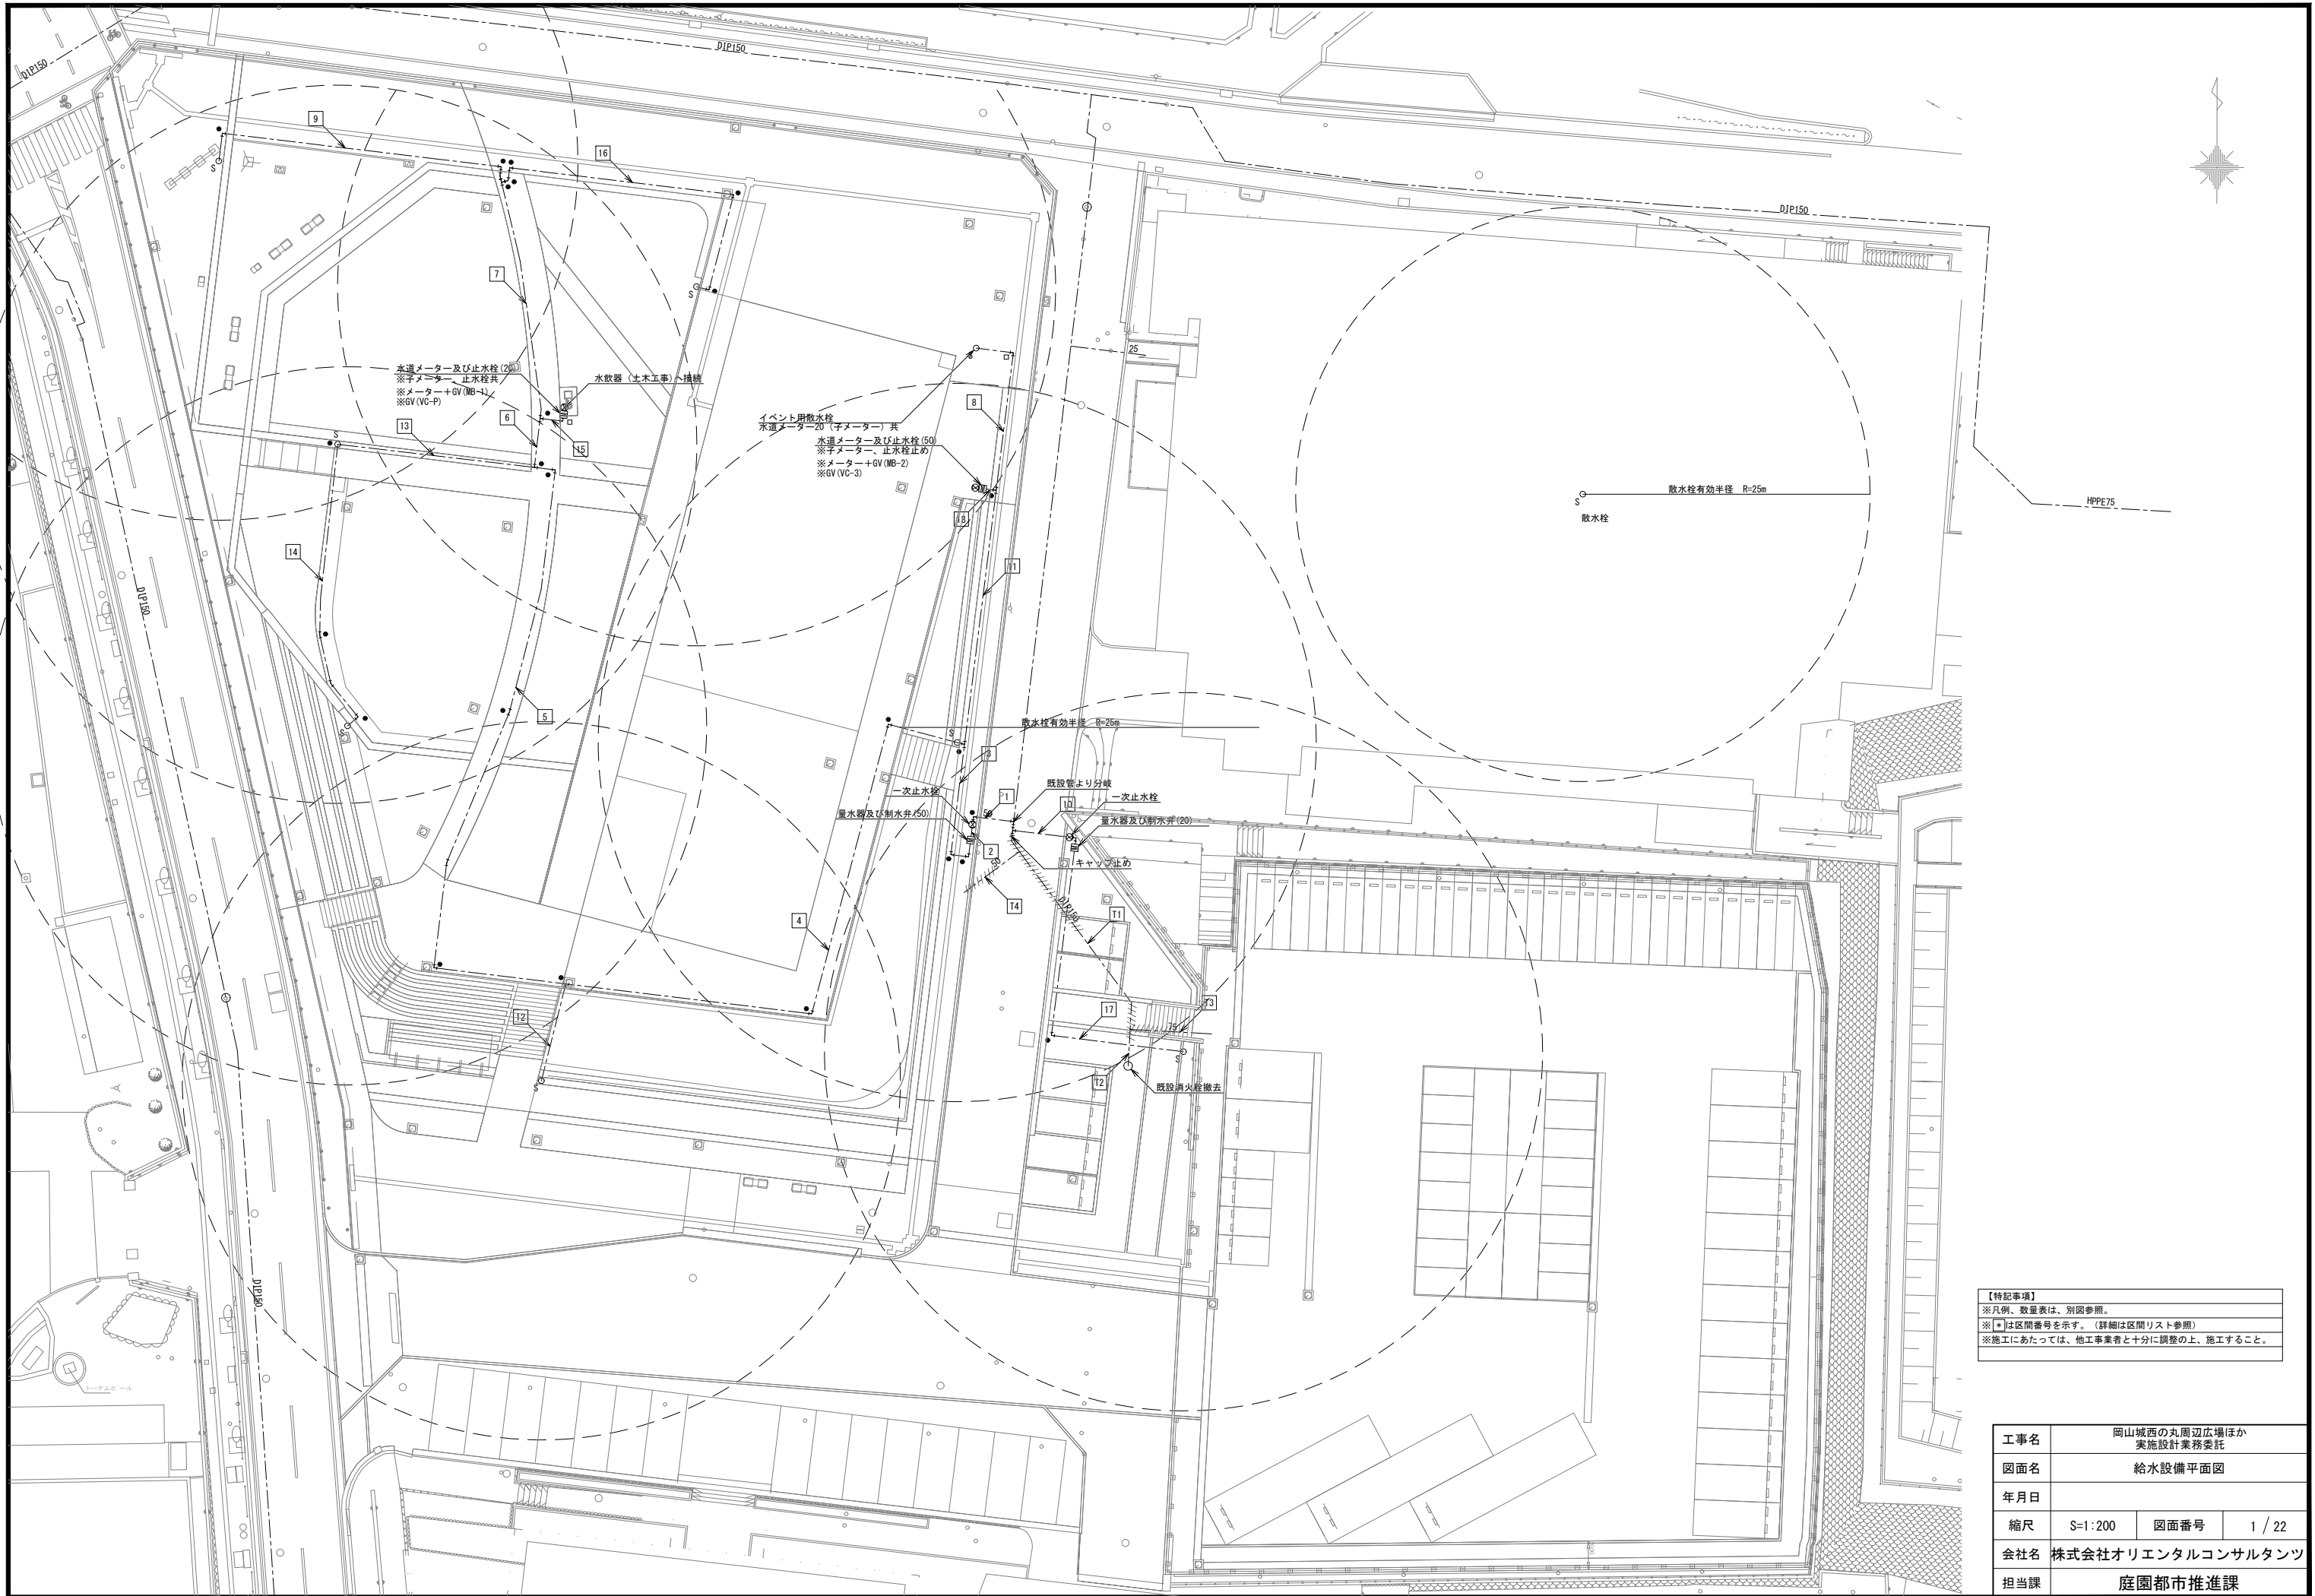 DIP150
DIP150
9
16
DIP150
7
25
水道メーター及び止水栓(20)
※子メーター、止水栓共
※メーター+GV(MB-1)
※GV(VC-P)
水飲器（土木工事）へ接続
6
13
15
S
イベント用散水栓
水道メーター20（子メーター）共
8
水道メーター及び止水栓(50)
※子メーター、止水栓止め
※メーター+GV(MB-2)
※GV(VC-3)
18
散水栓有効半径 R=25m
S
散水栓
HPPE75
14
11
DIP150
5
散水栓有効半径 R=25m
S
3
一次止水栓
1
50
既設管より分岐
10
一次止水栓
量水器及び制水弁(50)
量水器及び制水弁(20)
2
キャップ止め
50
T4
DIP150
T1
4
12
S
17
T3
75
S
T2
既設消火栓撤去
DIP150
トーテムポール
【特記事項】
※凡例、数量表は、別図参照。
※ * は区間番号を示す。（詳細は区間リスト参照）
※施工にあたっては、他工事業者と十分に調整の上、施工すること。
工事名 岡山城西の丸周辺広場ほか
実施設計業務委託
図面名 給水設備平面図
年月日
縮尺 S=1:200 図面番号 1 / 22
会社名 株式会社オリエンタルコンサルタンツ
担当課 庭園都市推進課